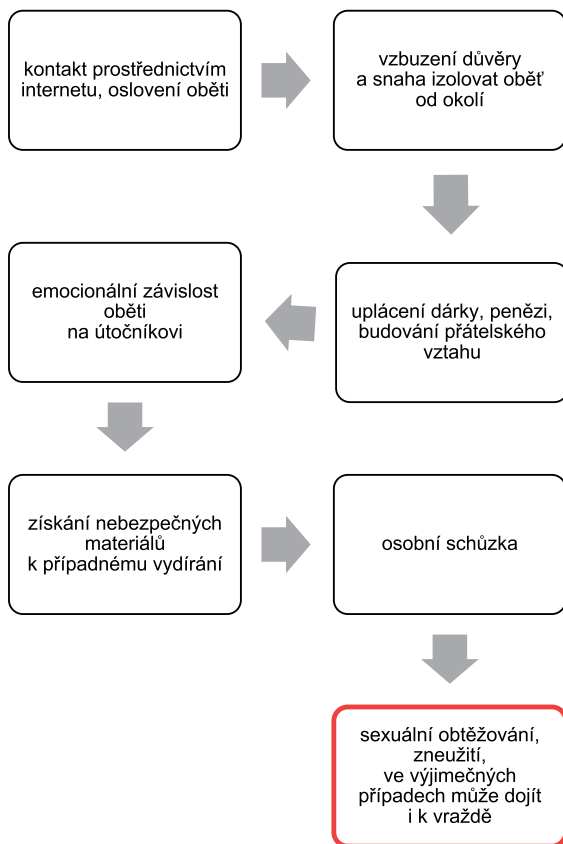 kontakt prostřednictvím
internetu, oslovení oběti
vzbuzení důvěry
a snaha izolovat oběť
od okolí
uplácení dárky, penězi,
budování přátelského
vztahu
emocionální závislost
oběti
na útočníkovi
získání nebezpečných
materiálů
k případnému vydírání
osobní schůzka
sexuální obtěžování,
zneužití,
ve výjimečných
případech může dojít
i k vraždě